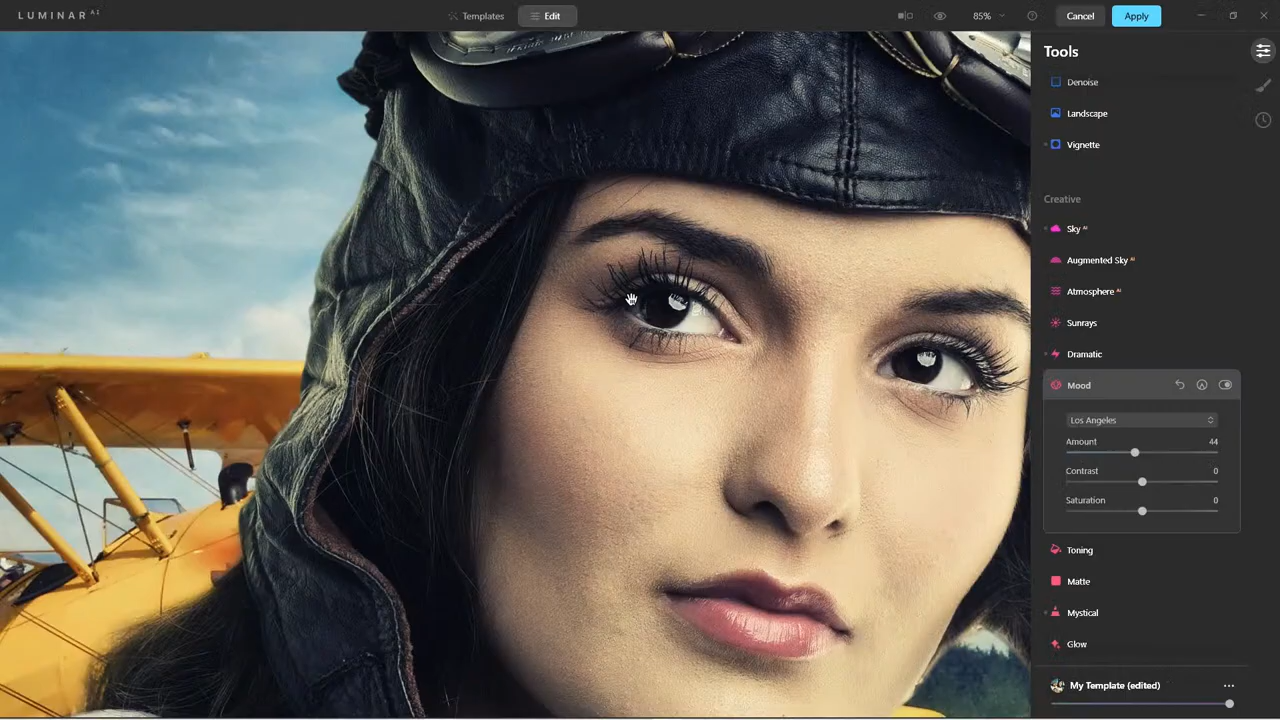 LUMINAR AI
Templates
Edit
85%
Cancel
Apply
Tools
Denoise
Landscape
Vignette
Creative
Sky AI
Augmented Sky AI
Atmosphere AI
Sunrays
Dramatic
Mood
Los Angeles
Amount 44
Contrast 0
Saturation 0
Toning
Matte
Mystical
Glow
My Template (edited)